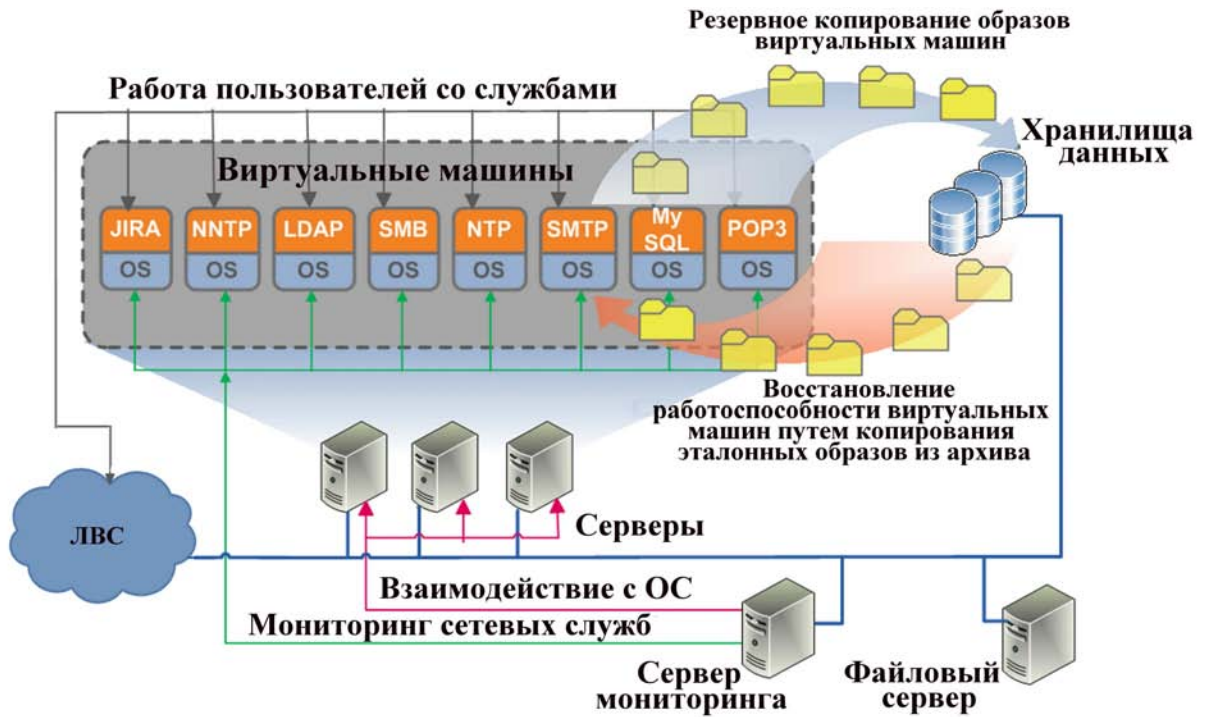 Резервное копирование образов
виртуальных машин
Работа пользователей со службами
Хранилища
данных
Виртуальные машины
JIRA
NNTP
LDAP
SMB
NTP
SMTP
My
SQL
POP3
OS
OS
OS
OS
OS
OS
OS
OS
Восстановление
работоспособности виртуальных
машин путем копирования
эталонных образов из архива
ЛВС
Серверы
Взаимодействие с ОС
Мониторинг сетевых служб
Сервер
мониторинга
Файловый
сервер